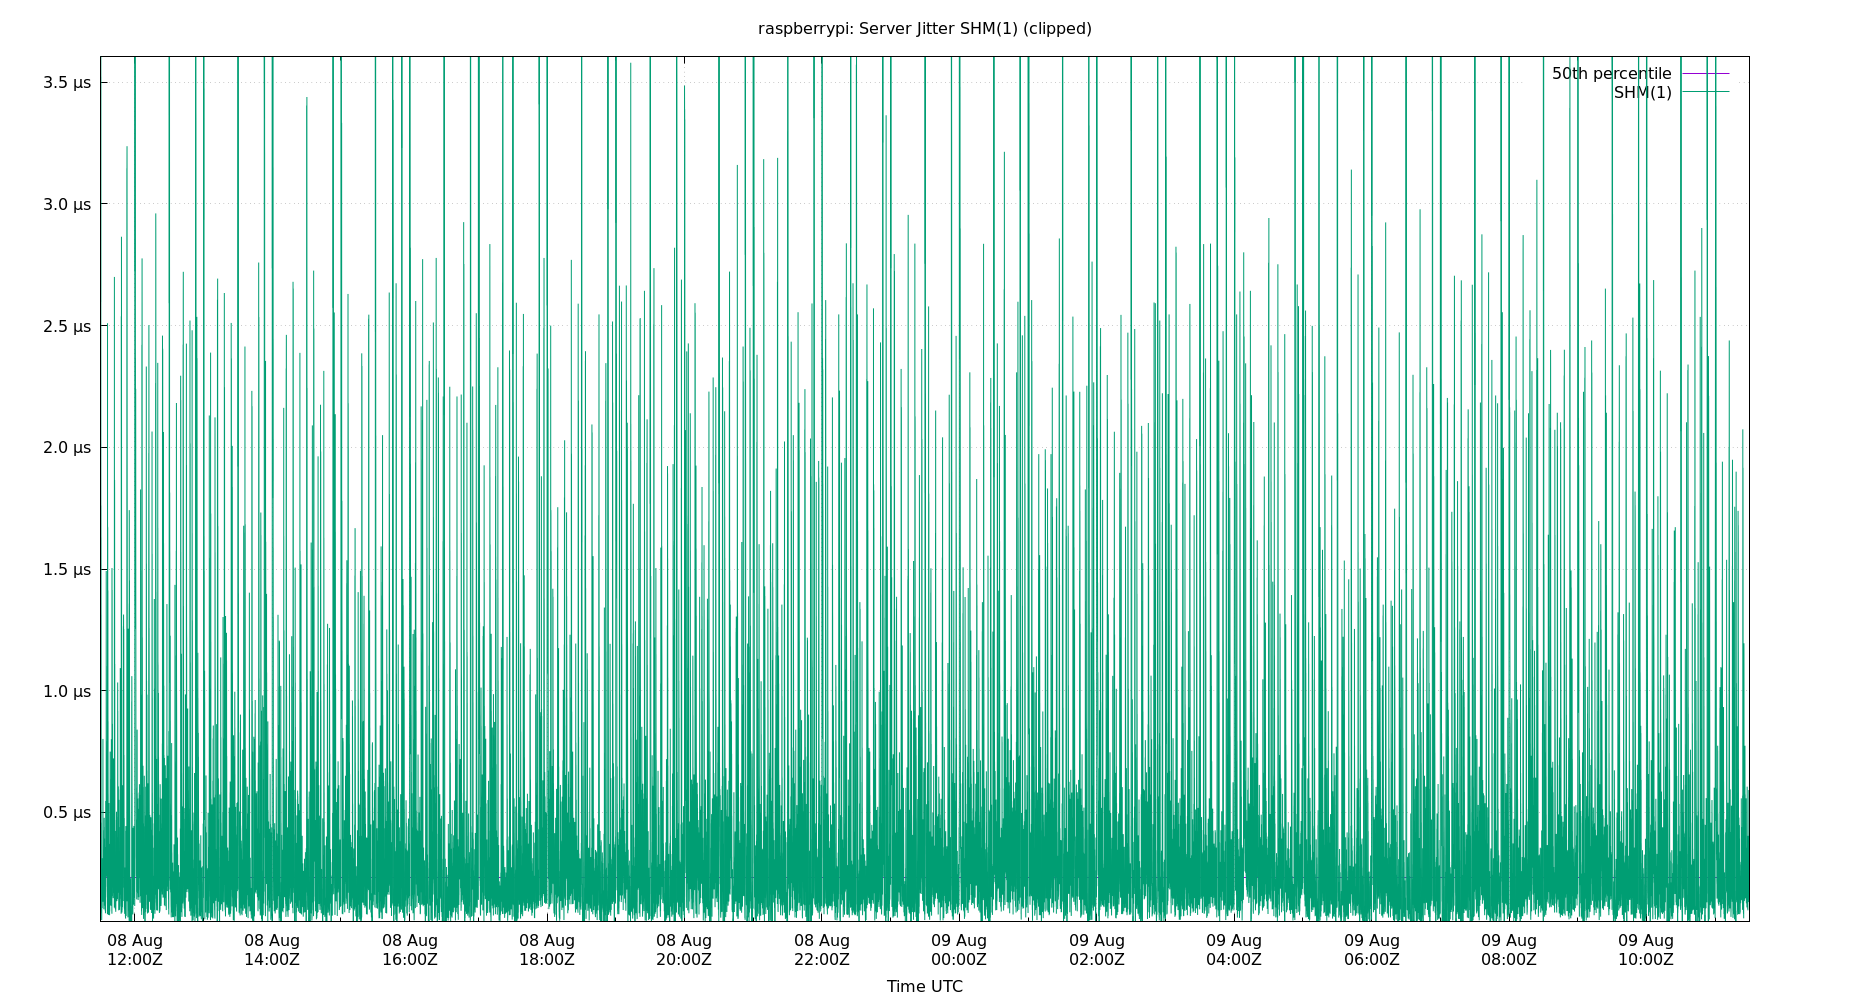 raspberrypi: Server Jitter SHM(1) (clipped)
50th percentile
SHM(1)
3.5 µs
3.0 µs
2.5 µs
2.0 µs
1.5 µs
1.0 µs
0.5 µs
08 Aug 08 Aug 08 Aug 08 Aug 08 Aug 08 Aug 09 Aug 09 Aug 09 Aug 09 Aug 09 Aug 09 Aug
12:00Z 14:00Z 16:00Z 18:00Z 20:00Z 22:00Z 00:00Z 02:00Z 04:00Z 06:00Z 08:00Z 10:00Z
Time UTC